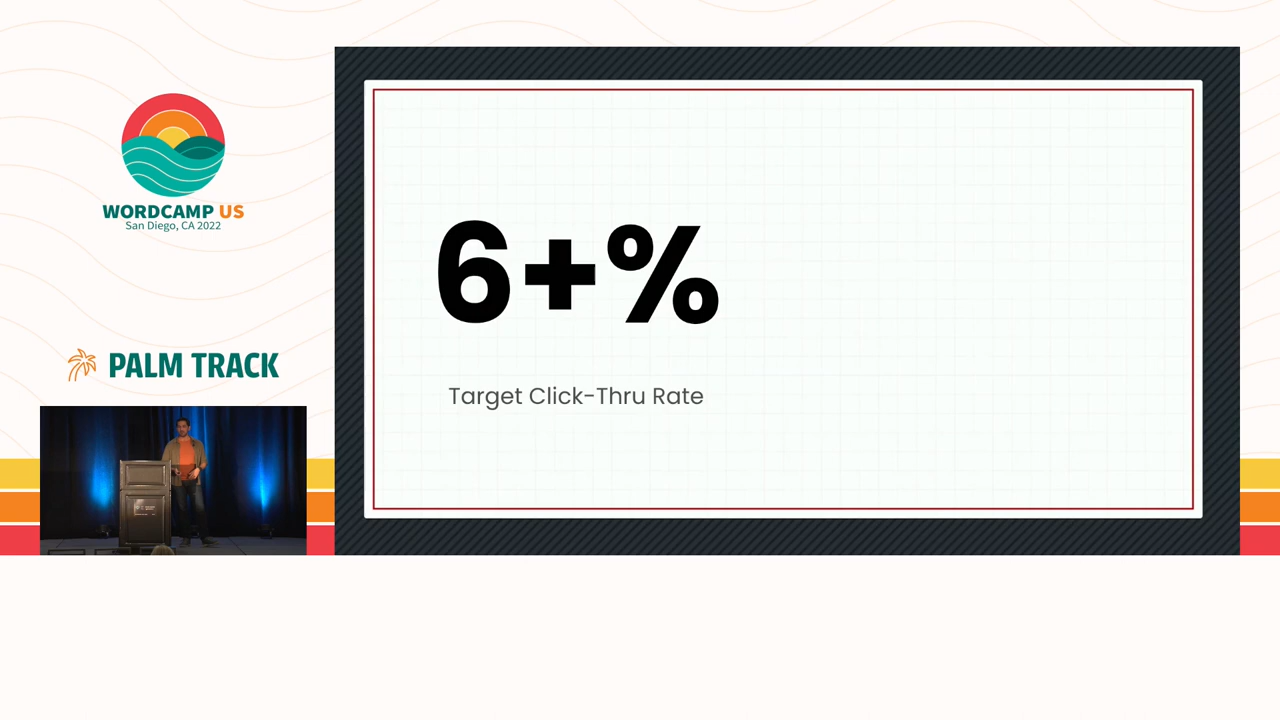 WORDCAMP US
San Diego, CA 2022
PALM TRACK
6+%
Target Click-Thru Rate